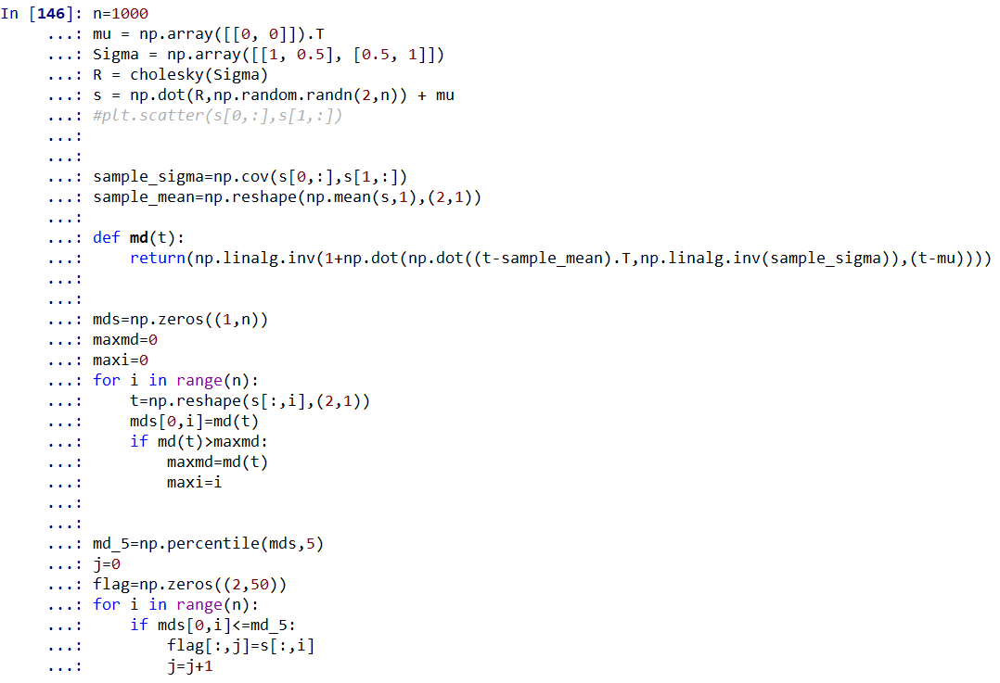 In [146]: n=1000
     ...: mu = np.array([[0, 0]]).T
     ...: Sigma = np.array([[1, 0.5], [0.5, 1]])
     ...: R = cholesky(Sigma)
     ...: s = np.dot(R,np.random.randn(2,n)) + mu
     ...: #plt.scatter(s[0,:],s[1,:])
     ...:
     ...:
     ...: sample_sigma=np.cov(s[0,:],s[1,:])
     ...: sample_mean=np.reshape(np.mean(s,1),(2,1))
     ...:
     ...: def md(t):
     ...:     return(np.linalg.inv(1+np.dot(np.dot((t-sample_mean).T,np.linalg.inv(sample_sigma)),(t-mu))))
     ...:
     ...:
     ...: mds=np.zeros((1,n))
     ...: maxmd=0
     ...: maxi=0
     ...: for i in range(n):
     ...:     t=np.reshape(s[:,i],(2,1))
     ...:     mds[0,i]=md(t)
     ...:     if md(t)>maxmd:
     ...:         maxmd=md(t)
     ...:         maxi=i
     ...:
     ...:
     ...: md_5=np.percentile(mds,5)
     ...: j=0
     ...: flag=np.zeros((2,50))
     ...: for i in range(n):
     ...:     if mds[0,i]<=md_5:
     ...:         flag[:,j]=s[:,i]
     ...:         j=j+1